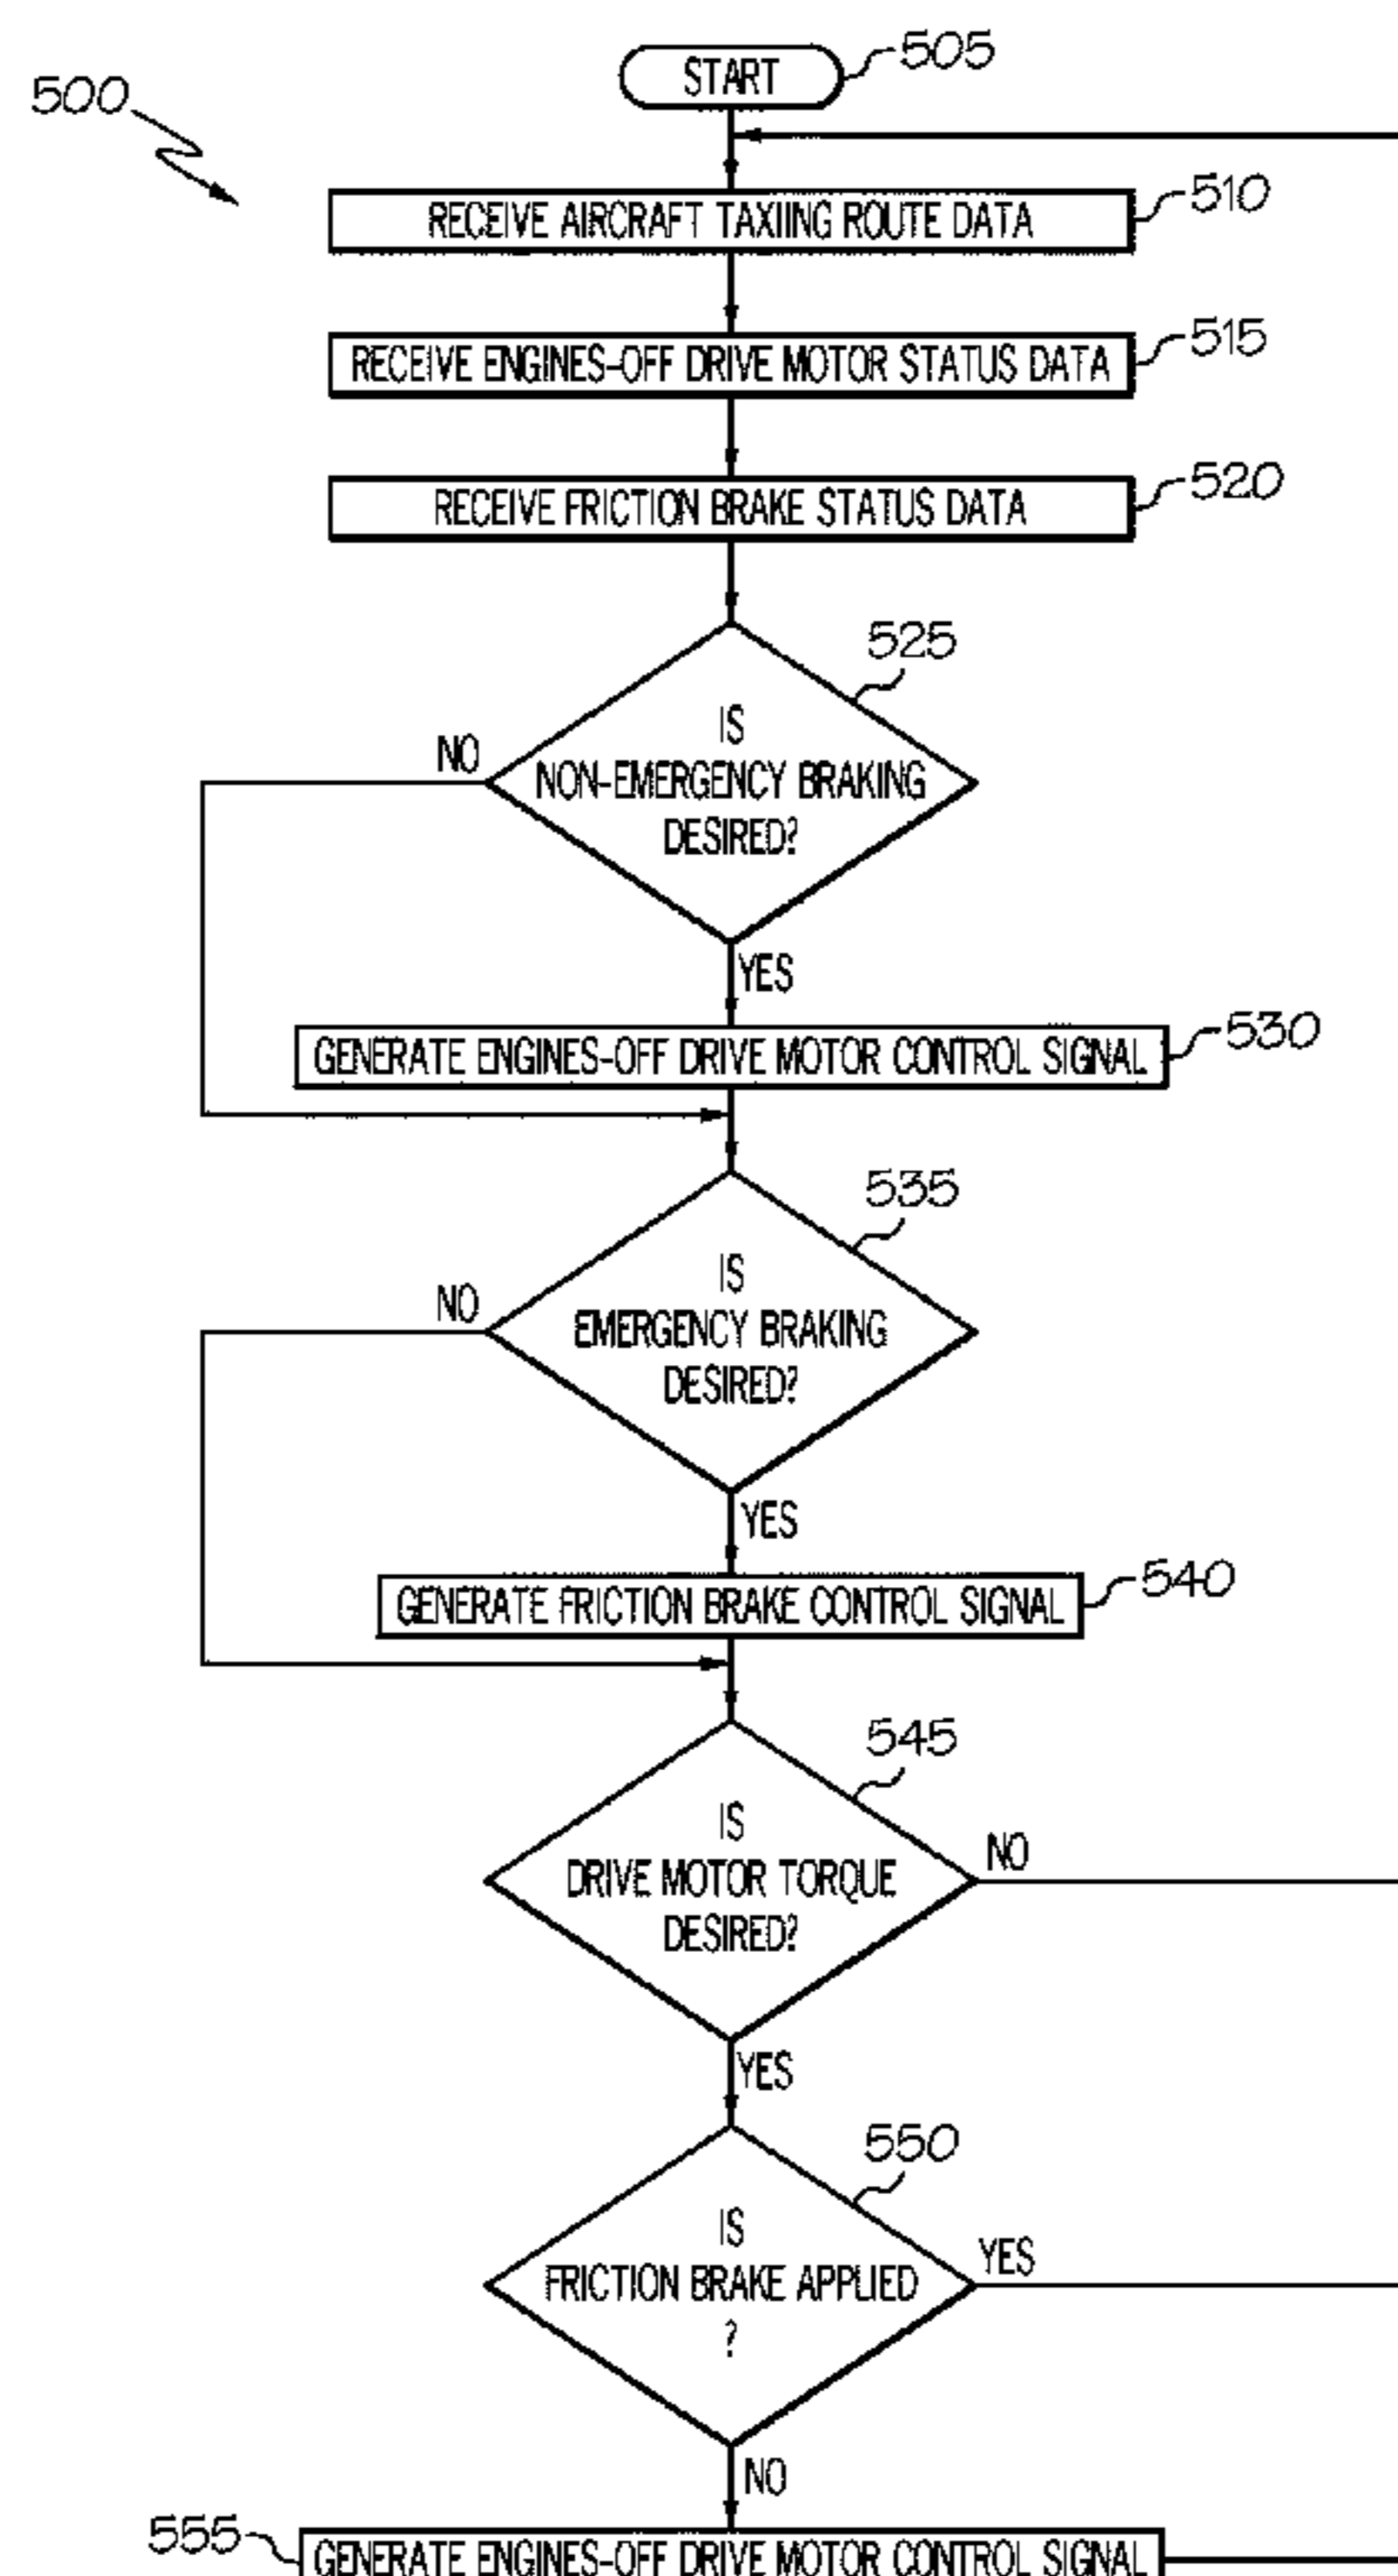 500
START
505
RECEIVE AIRCRAFT TAXIING ROUTE DATA
510
RECEIVE ENGINES-OFF DRIVE MOTOR STATUS DATA
515
RECEIVE FRICTION BRAKE STATUS DATA
520
525
IS
NON-EMERGENCY BRAKING
DESIRED?
NO
YES
GENERATE ENGINES-OFF DRIVE MOTOR CONTROL SIGNAL
530
535
IS
EMERGENCY BRAKING
DESIRED?
NO
YES
GENERATE FRICTION BRAKE CONTROL SIGNAL
540
545
IS
DRIVE MOTOR TORQUE
DESIRED?
NO
YES
550
IS
FRICTION BRAKE APPLIED
?
YES
NO
555
GENERATE ENGINES-OFF DRIVE MOTOR CONTROL SIGNAL